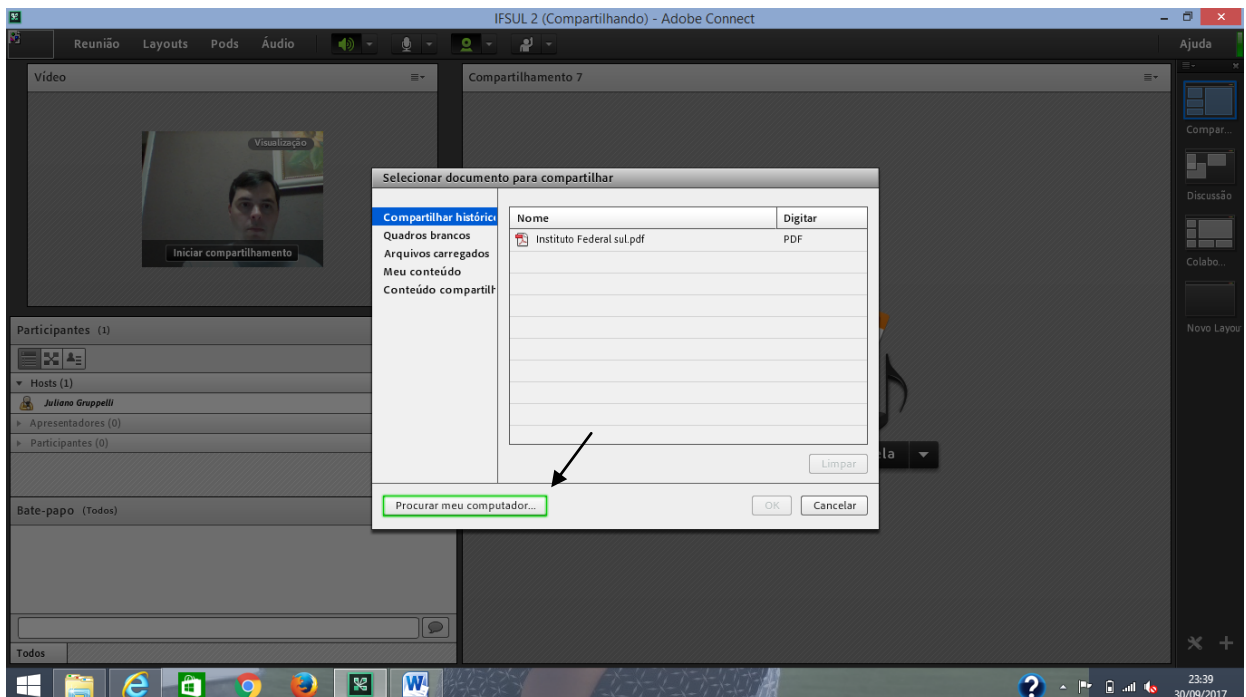 IFSUL 2 (Compartilhando) - Adobe Connect
Reunião Layouts Pods Áudio Ajuda
Vídeo
Visualização
Iniciar compartilhamento
Compartilhamento 7
Compar...
Discussão
Colabo...
Novo Layou
Selecionar documento para compartilhar
Compartilhar histórico
Quadros brancos
Arquivos carregados
Meu conteúdo
Conteúdo compartilh
Nome Digitar
Instituto Federal sul.pdf PDF
Limpar
Procurar meu computador... OK Cancelar
la
Participantes (1)
Hosts (1)
Juliano Gruppelli
Apresentadores (0)
Participantes (0)
Bate-papo (Todos)
Todos
23:39
30/09/2017